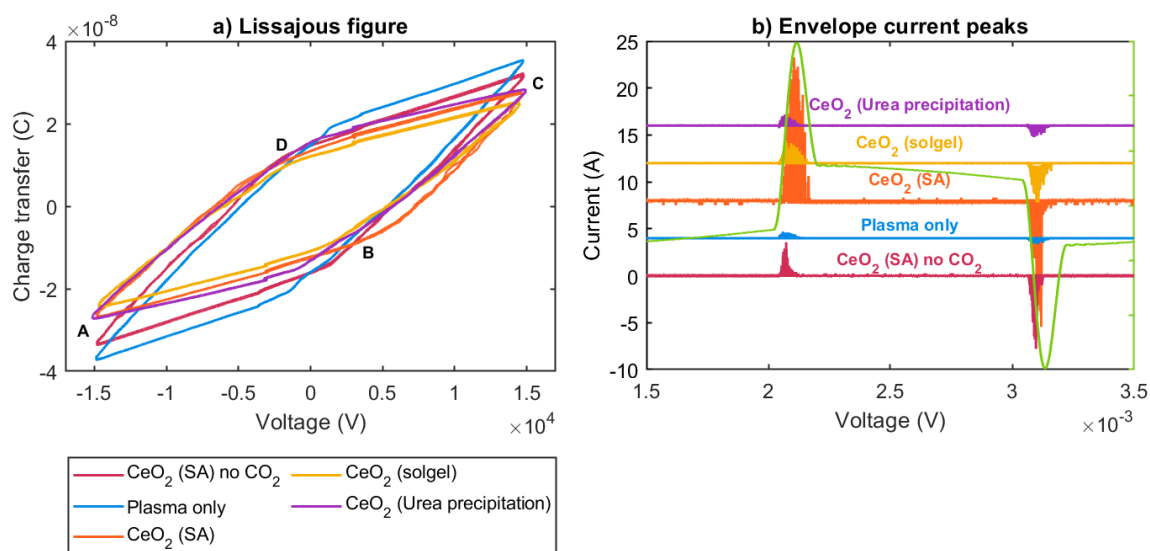 a) Lissajous figure
×10^-8
4
2
0
-2
-4
Charge transfer (C)
A
B
C
D
-1.5 -1 -0.5 0 0.5 1 1.5
Voltage (V)
×10^4
b) Envelope current peaks
25
20
15
10
5
0
-5
-10
Current (A)
CeO2 (Urea precipitation)
CeO2 (solgel)
CeO2 (SA)
Plasma only
CeO2 (SA) no CO2
1.5 2 2.5 3 3.5
Voltage (V)
×10^-3
CeO2 (SA) no CO2
Plasma only
CeO2 (SA)
CeO2 (solgel)
CeO2 (Urea precipitation)